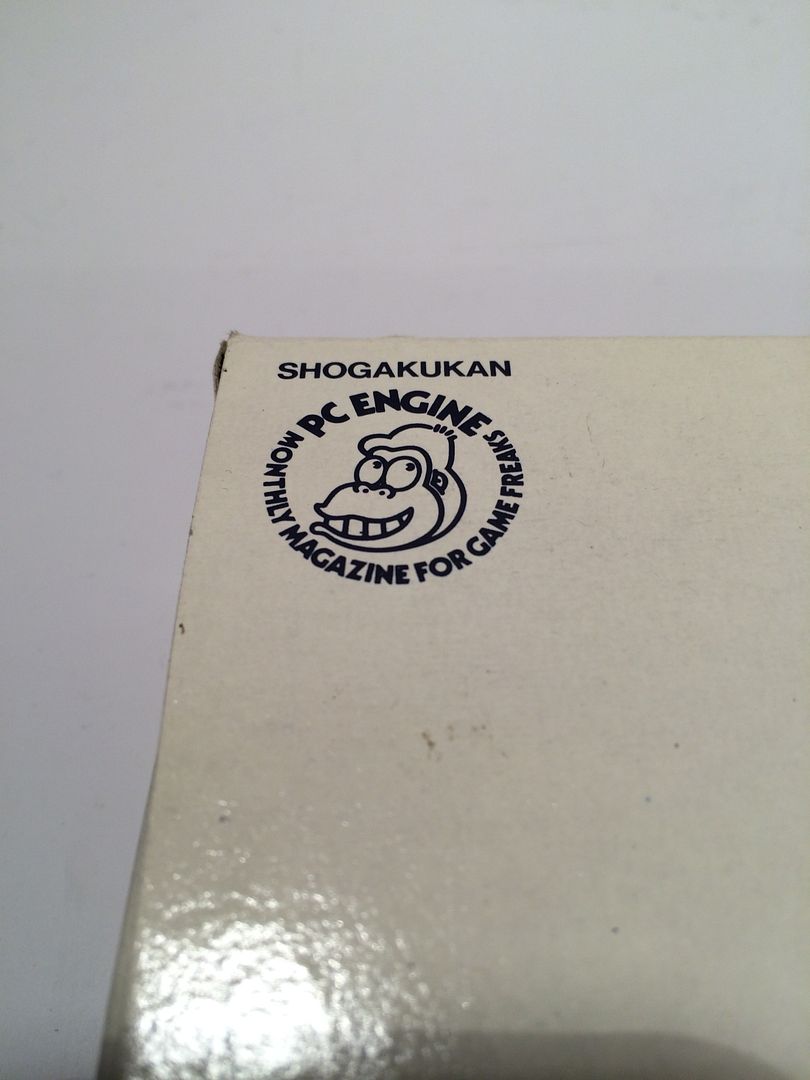 SHOGAKUKAN
PC ENGINE
MONTHLY MAGAZINE FOR GAME FREAKS